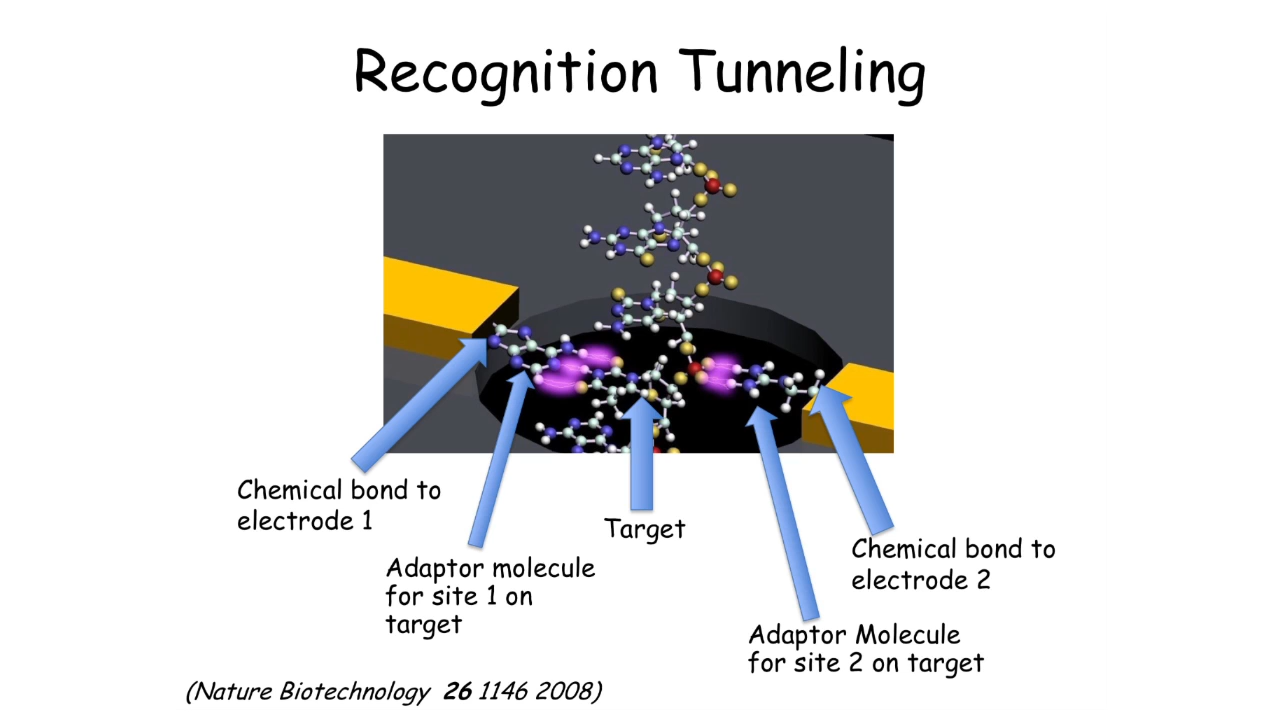 Recognition Tunneling
Chemical bond to
electrode 1
Adaptor molecule
for site 1 on
target
Target
Adaptor Molecule
for site 2 on target
Chemical bond to
electrode 2
(Nature Biotechnology 26 1146 2008)